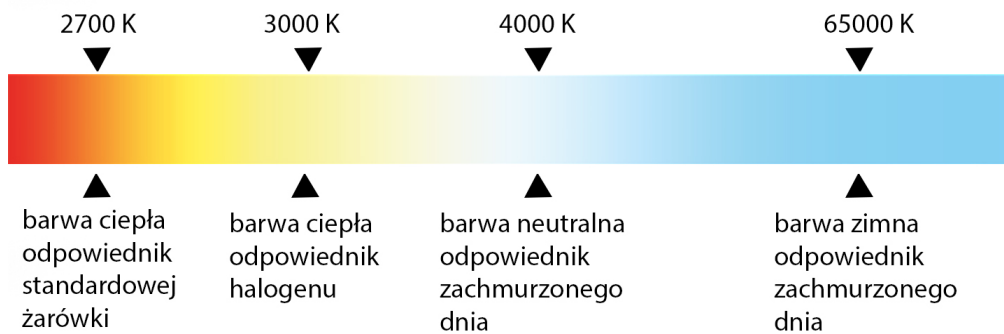 2700 K
3000 K
4000 K
65000 K
barwa ciepła
odpowiednik
standardowej
żarówki
barwa ciepła
odpowiednik
halogenu
barwa neutralna
odpowiednik
zachmurzonego
dnia
barwa zimna
odpowiednik
zachmurzonego
dnia